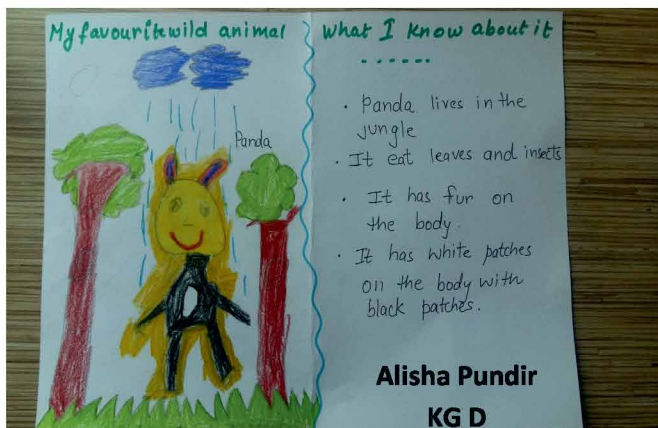 My favourite wild animal
Panda
What I know about it
......
. Panda lives in the
jungle
. It eat leaves and insects
. It has fur on
the body.
. It has white patches
on the body with
black patches.
Alisha Pundir
KG D